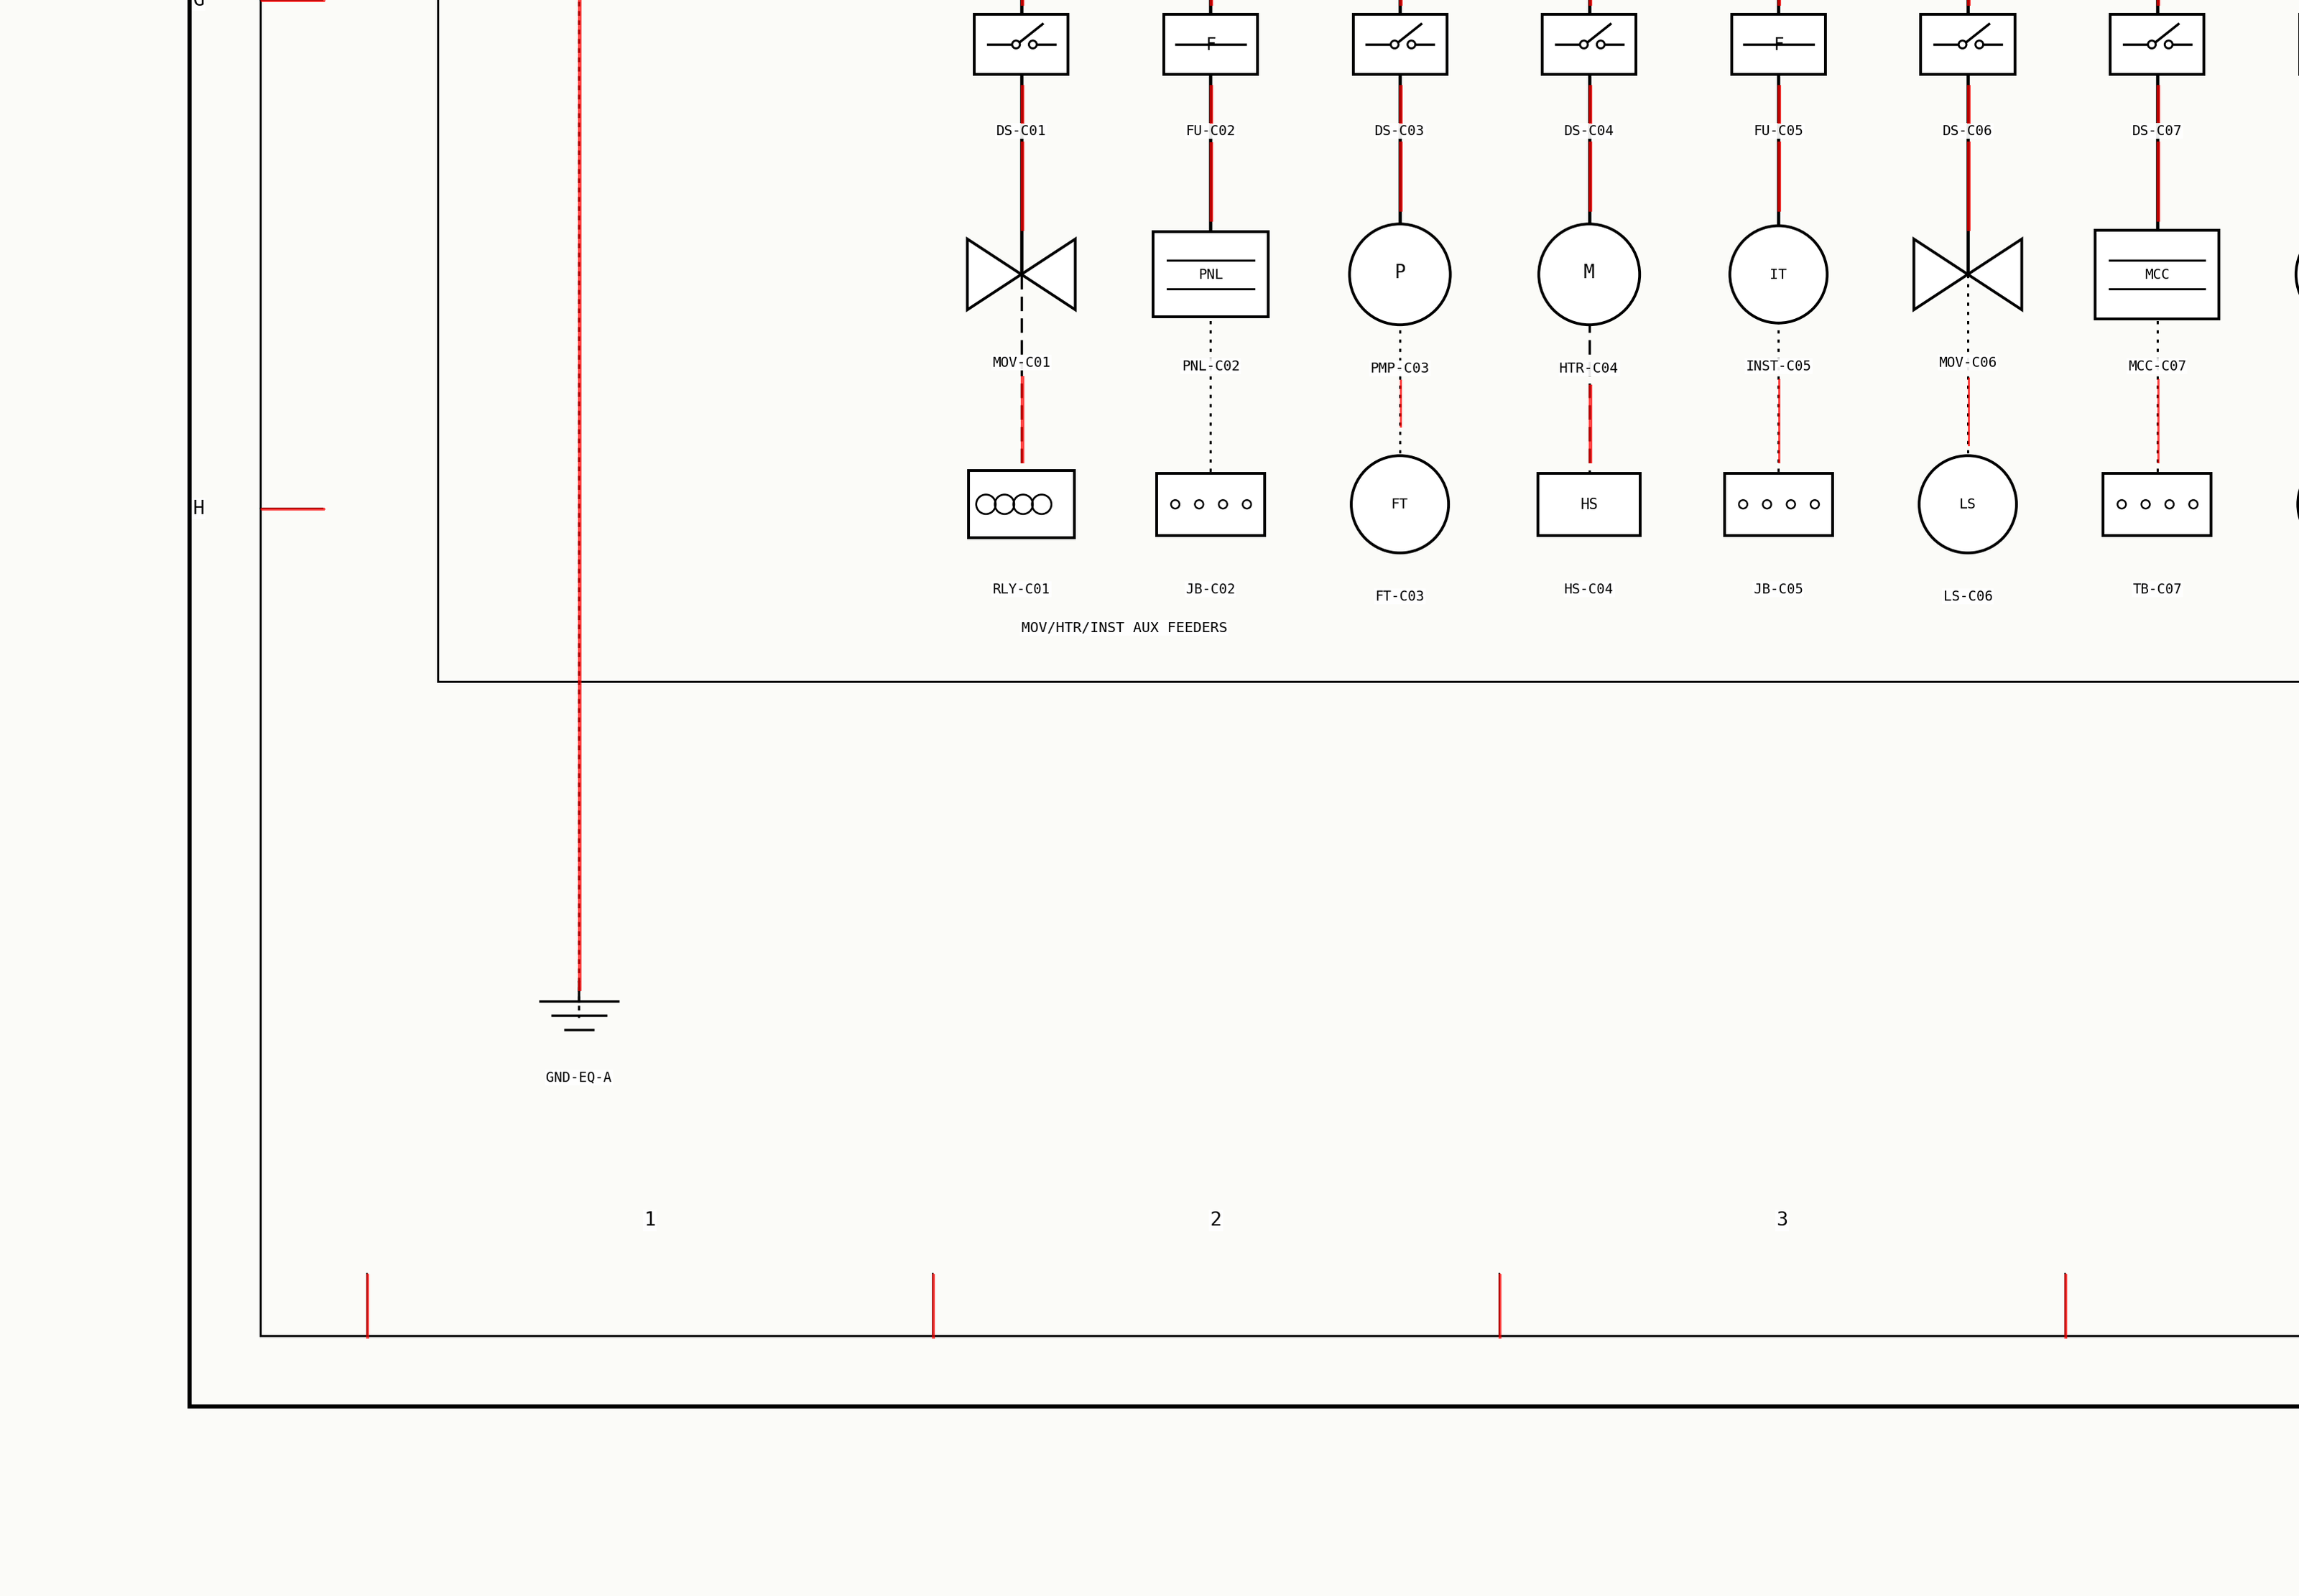 G
F F
DS-C01 FU-C02 DS-C03 DS-C04 FU-C05 DS-C06 DS-C07
PNL P M IT MCC
MOV-C01 PNL-C02 PMP-C03 HTR-C04 INST-C05 MOV-C06 MCC-C07
H FT HS LS
RLY-C01 JB-C02 FT-C03 HS-C04 JB-C05 LS-C06 TB-C07
MOV/HTR/INST AUX FEEDERS
GND-EQ-A
1 2 3